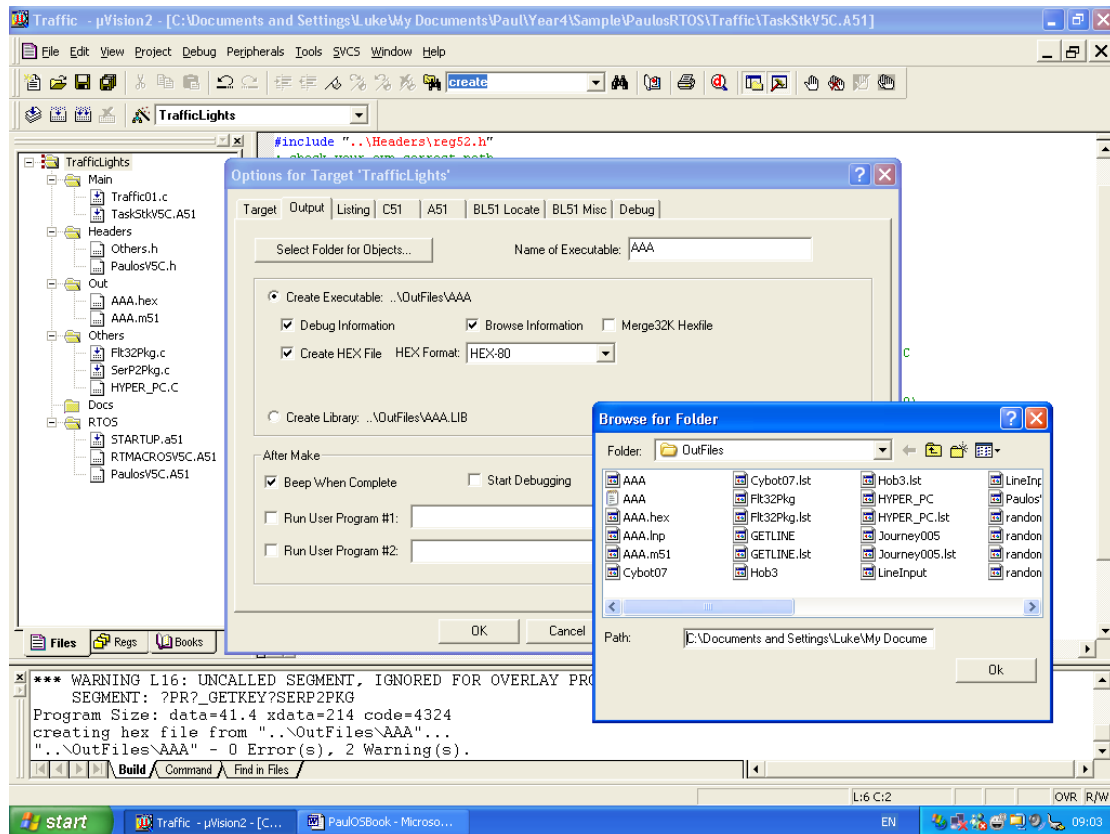 Traffic - µVision2 - [C:\Documents and Settings\Luke\My Documents\Paul\Year4\Sample\PaulosRTOS\Traffic\TaskStkV5C.A51]
File Edit View Project Debug Peripherals Tools SVCS Window Help
create
TrafficLights
#include "..\Headers\reg52.h"
TrafficLights
Main
Traffic01.c
TaskStkV5C.A51
Headers
Others.h
PaulosV5C.h
Out
AAA.hex
AAA.m51
Others
Flt32Pkg.c
SerP2Pkg.c
HYPER_PC.C
Docs
RTOS
STARTUP.a51
RTMACROSV5C.A51
PaulosV5C.A51
Files Regs Books
Options for Target 'TrafficLights'
Target Output Listing C51 A51 BL51 Locate BL51 Misc Debug
Select Folder for Objects... Name of Executable: AAA
Create Executable: ..\OutFiles\AAA
Debug Information Browse Information Merge32K Hexfile
Create HEX File HEX Format: HEX-80
Create Library: ..\OutFiles\AAA.LIB
After Make
Beep When Complete Start Debugging
Run User Program #1:
Run User Program #2:
OK Cancel
Browse for Folder
Folder: OutFiles
AAA Cybot07.lst Hob3.lst LineInp
AAA Flt32Pkg HYPER_PC Paulos
AAA.hex Flt32Pkg.lst HYPER_PC.lst random
AAA.lnp GETLINE Journey005 random
AAA.m51 GETLINE.lst Journey005.lst random
Cybot07 Hob3 LineInput random
Path: C:\Documents and Settings\Luke\My Docume
Ok
*** WARNING L16: UNCALLED SEGMENT, IGNORED FOR OVERLAY PRO
SEGMENT: ?PR?_GETKEY?SERP2PKG
Program Size: data=41.4 xdata=214 code=4324
creating hex file from "..\OutFiles\AAA"...
"..\OutFiles\AAA" - 0 Error(s), 2 Warning(s).
Build Command Find in Files
L:6 C:2 OVR R/W
start Traffic - µVision2 - [C... PaulOSBook - Microso... EN 09:03